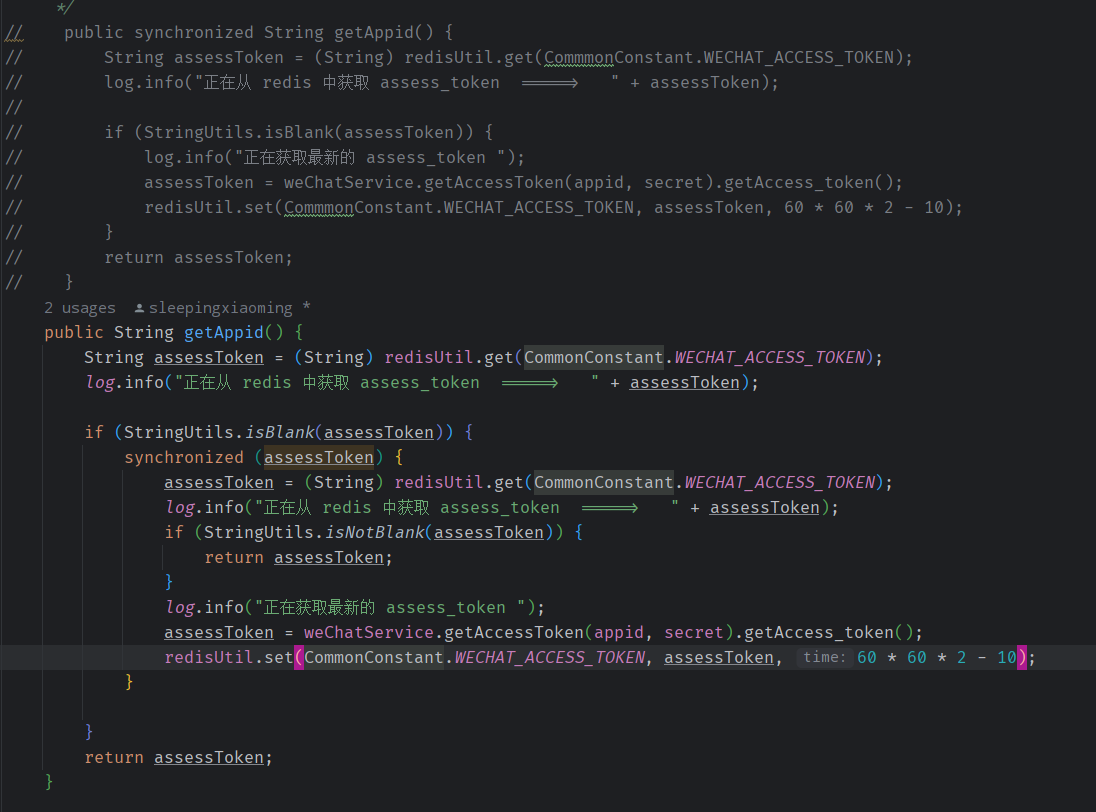 */
// public synchronized String getAppid() {
// String assessToken = (String) redisUtil.get(CommmonConstant.WECHAT_ACCESS_TOKEN);
// log.info("正在从 redis 中获取 assess_token =====> " + assessToken);
//
// if (StringUtils.isBlank(assessToken)) {
// log.info("正在获取最新的 assess_token ");
// assessToken = weChatService.getAccessToken(appid, secret).getAccess_token();
// redisUtil.set(CommmonConstant.WECHAT_ACCESS_TOKEN, assessToken, 60 * 60 * 2 - 10);
// }
// return assessToken;
// }
2 usages sleepingxiaoming *
public String getAppid() {
String assessToken = (String) redisUtil.get(CommonConstant.WECHAT_ACCESS_TOKEN);
log.info("正在从 redis 中获取 assess_token =====> " + assessToken);
if (StringUtils.isBlank(assessToken)) {
synchronized (assessToken) {
assessToken = (String) redisUtil.get(CommonConstant.WECHAT_ACCESS_TOKEN);
log.info("正在从 redis 中获取 assess_token =====> " + assessToken);
if (StringUtils.isNotBlank(assessToken)) {
return assessToken;
}
log.info("正在获取最新的 assess_token ");
assessToken = weChatService.getAccessToken(appid, secret).getAccess_token();
redisUtil.set(CommonConstant.WECHAT_ACCESS_TOKEN, assessToken, time: 60 * 60 * 2 - 10);
}
}
return assessToken;
}